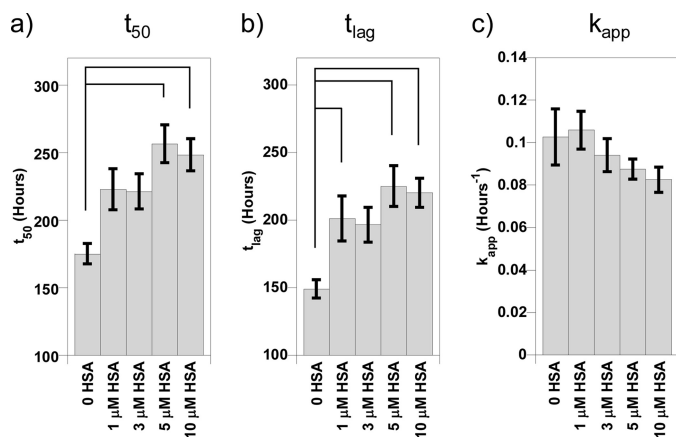 a) t50
t50 (Hours)
300
250
200
150
100
0 HSA
1 μM HSA
3 μM HSA
5 μM HSA
10 μM HSA
b) tlag
tlag (Hours)
300
250
200
150
100
0 HSA
1 μM HSA
3 μM HSA
5 μM HSA
10 μM HSA
c) kapp
kapp (Hours-1)
0.14
0.12
0.1
0.08
0.06
0.04
0.02
0
0 HSA
1 μM HSA
3 μM HSA
5 μM HSA
10 μM HSA